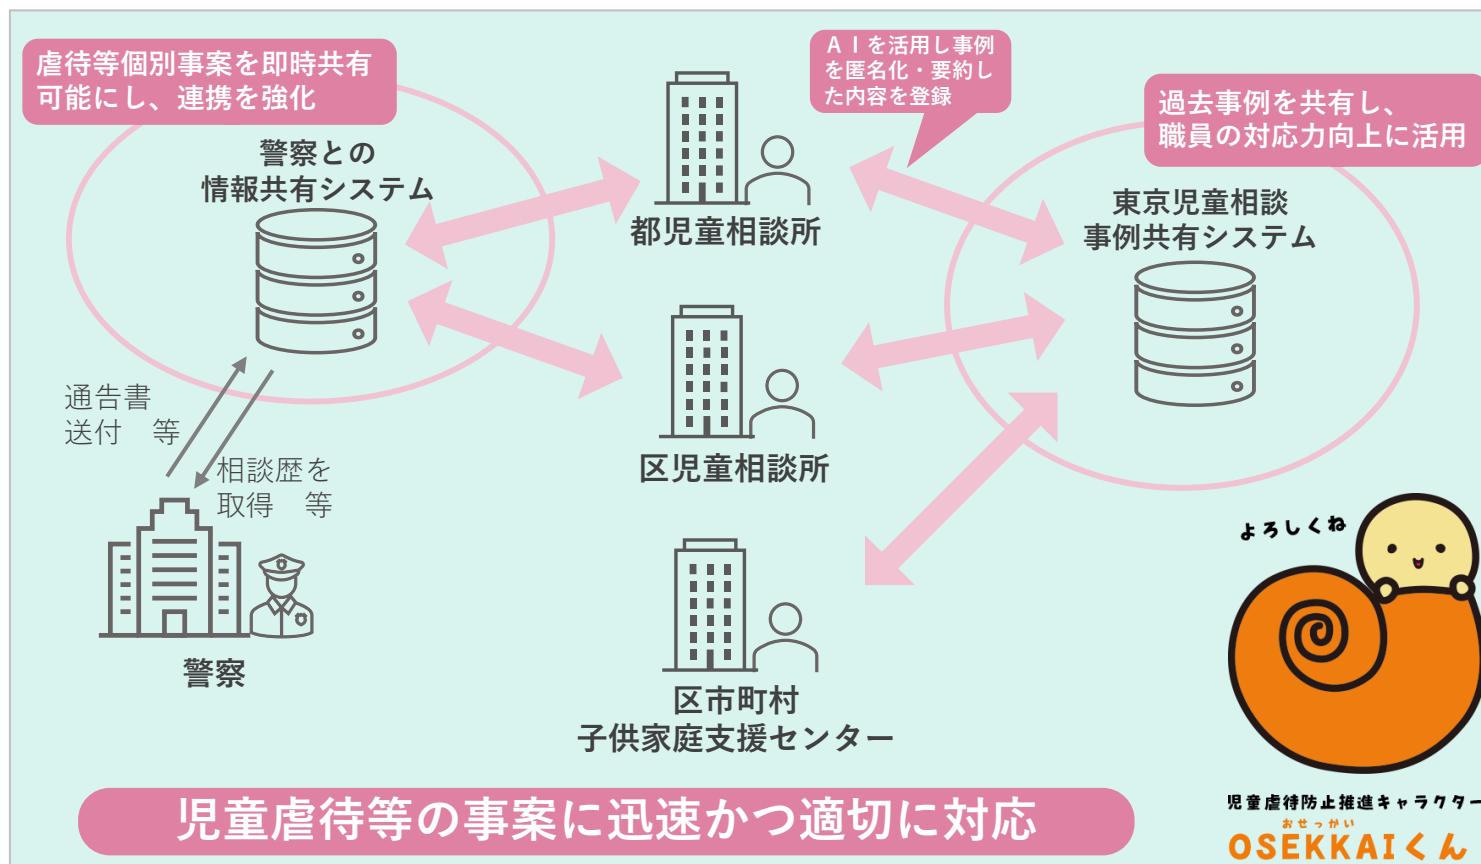 虐待等個別事案を即時共有
可能にし、連携を強化
警察との
情報共有システム
通告書
送付　等
相談歴を
取得　等
警察
都児童相談所
区児童相談所
区市町村
子供家庭支援センター
ＡＩを活用し事例
を匿名化・要約し
た内容を登録
過去事例を共有し、
職員の対応力向上に活用
東京児童相談
事例共有システム
よろしくね
児童虐待防止推進キャラクター
おせっかい
OSEKKAIくん
児童虐待等の事案に迅速かつ適切に対応